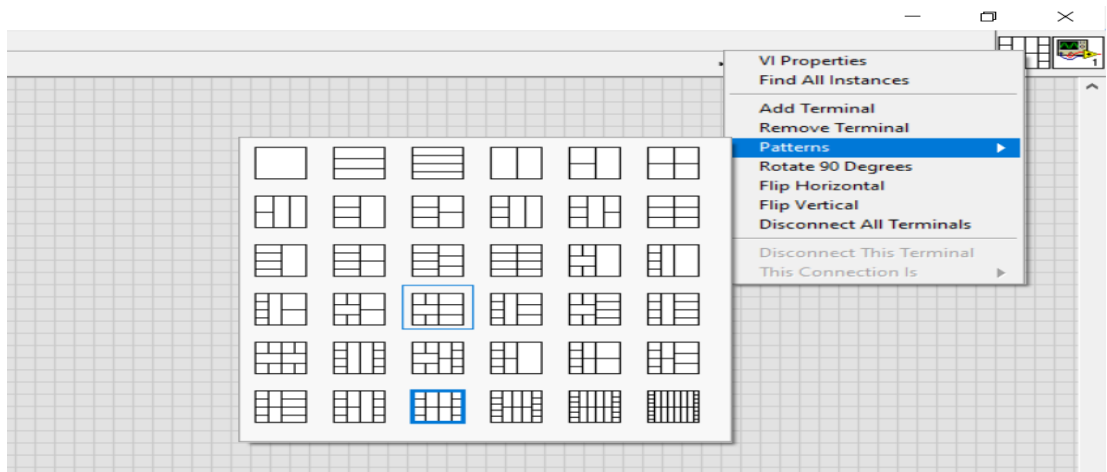 1
VI Properties
Find All Instances
Add Terminal
Remove Terminal
Patterns
Rotate 90 Degrees
Flip Horizontal
Flip Vertical
Disconnect All Terminals
Disconnect This Terminal
This Connection Is